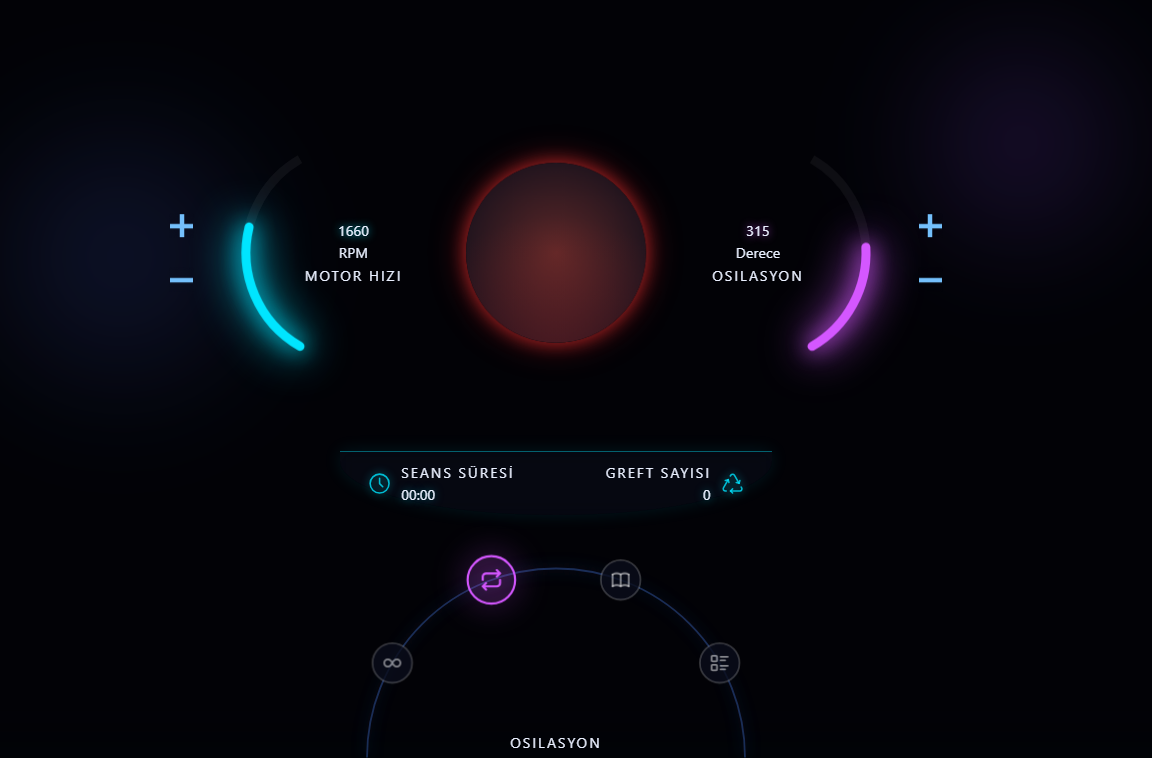 1660
RPM
MOTOR HIZI
315
Derece
OSILASYON
SEANS SÜRESİ
00:00
GREFT SAYISI
0
OSILASYON